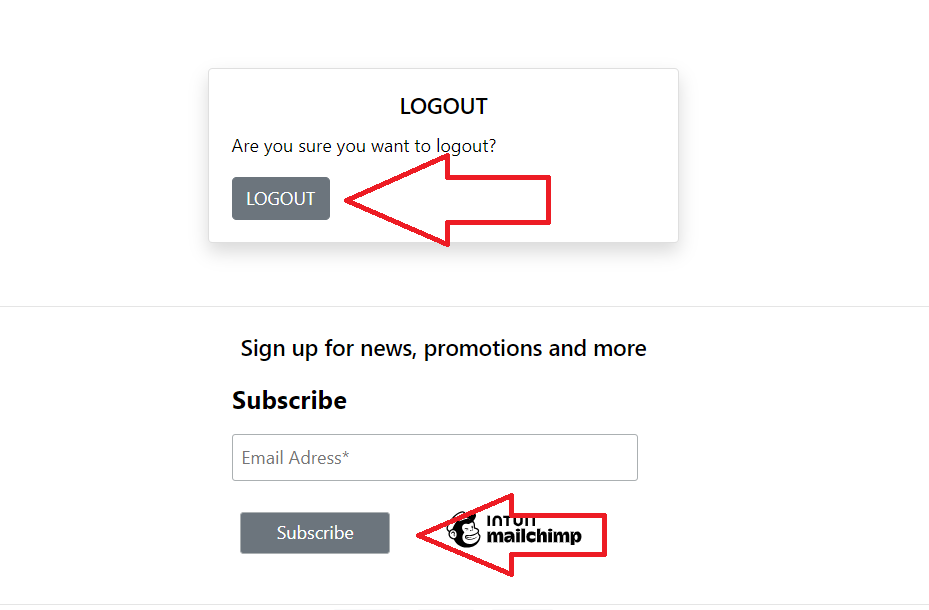 LOGOUT
Are you sure you want to logout?
LOGOUT
Sign up for news, promotions and more
Subscribe
Email Adress*
Subscribe
INTUIT
mailchimp